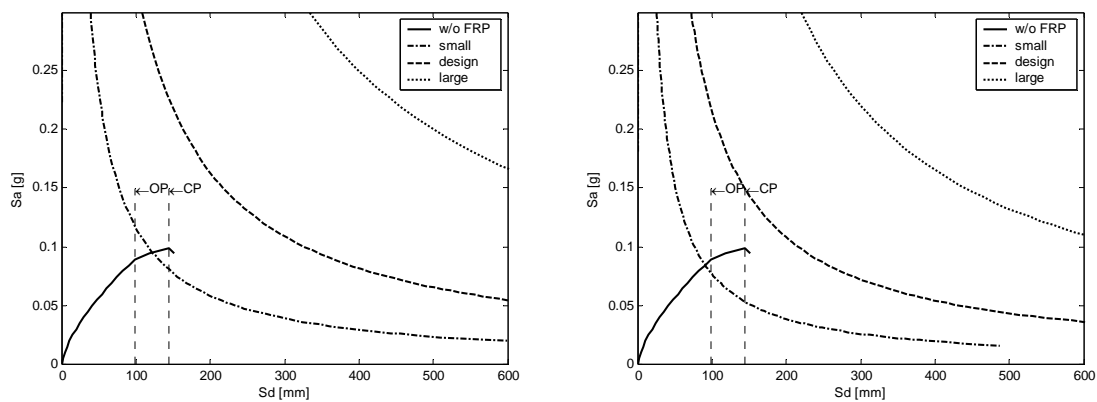 w/o FRP
small
design
large
0.25
0.2
0.15
0.1
0.05
0
Sa [g]
←OP
←CP
0 100 200 300 400 500 600
Sd [mm]
w/o FRP
small
design
large
0.25
0.2
0.15
0.1
0.05
0
Sa [g]
←OP
←CP
0 100 200 300 400 500 600
Sd [mm]